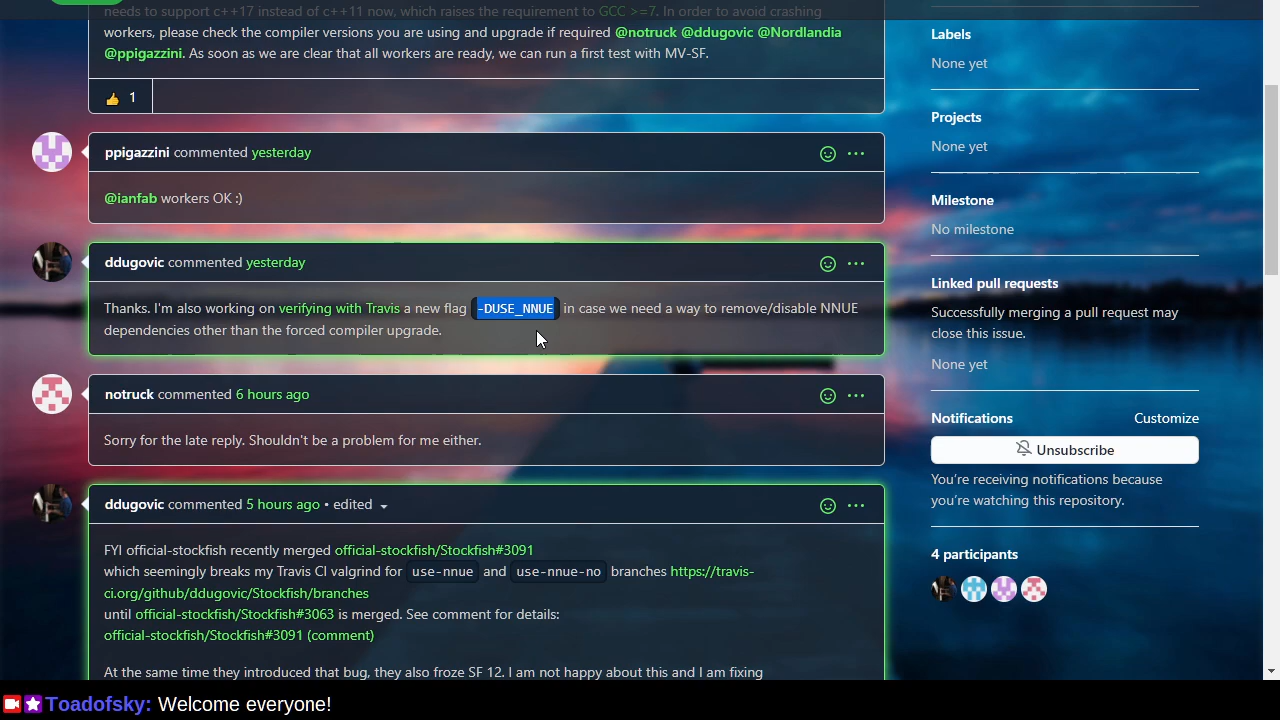 needs to support c++17 instead of c++11 now, which raises the requirement to GCC >=7. In order to avoid crashing
workers, please check the compiler versions you are using and upgrade if required @notruck @ddugovic @Nordlandia
@ppigazzini. As soon as we are clear that all workers are ready, we can run a first test with MV-SF.
👍 1
ppigazzini commented yesterday
@ianfab workers OK :)
ddugovic commented yesterday
Thanks. I'm also working on verifying with Travis a new flag -DUSE_NNUE in case we need a way to remove/disable NNUE
dependencies other than the forced compiler upgrade.
notruck commented 6 hours ago
Sorry for the late reply. Shouldn't be a problem for me either.
ddugovic commented 5 hours ago • edited
FYI official-stockfish recently merged official-stockfish/Stockfish#3091
which seemingly breaks my Travis CI valgrind for use-nnue and use-nnue-no branches https://travis-
ci.org/github/ddugovic/Stockfish/branches
until official-stockfish/Stockfish#3063 is merged. See comment for details:
official-stockfish/Stockfish#3091 (comment)
At the same time they introduced that bug, they also froze SF 12. I am not happy about this and I am fixing
Labels
None yet
Projects
None yet
Milestone
No milestone
Linked pull requests
Successfully merging a pull request may
close this issue.
None yet
Notifications Customize
Unsubscribe
You're receiving notifications because
you're watching this repository.
4 participants
Toadofsky: Welcome everyone!